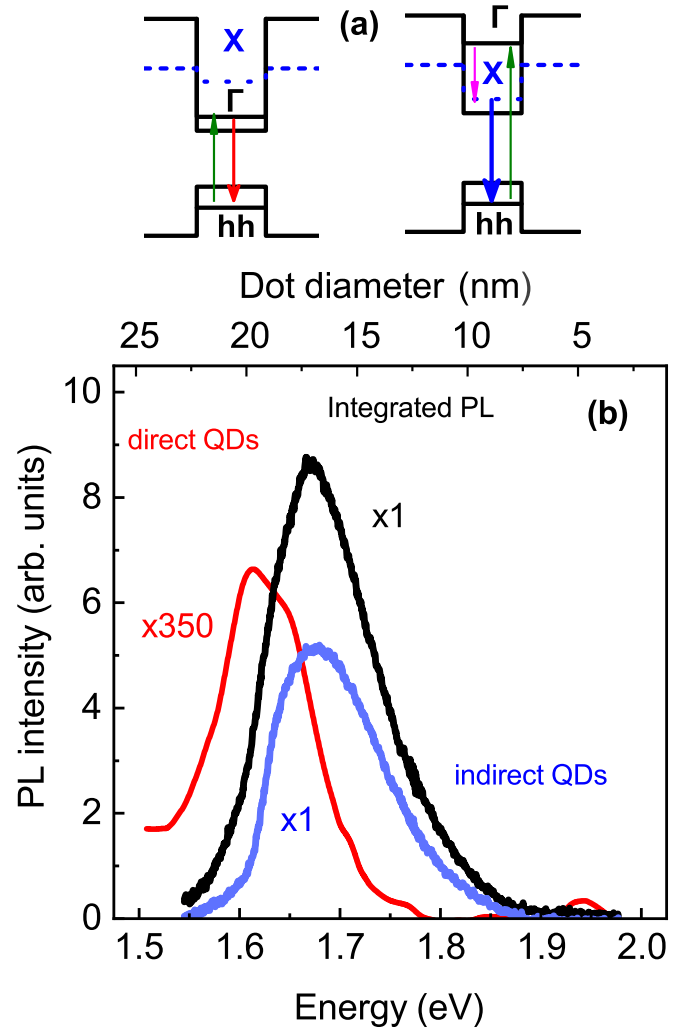 (a)
X
Γ
hh
Γ
X
hh
Dot diameter (nm)
25 20 15 10 5
10
8
6
4
2
0
PL intensity (arb. units)
Integrated PL
(b)
direct QDs
x1
x350
x1
indirect QDs
1.5 1.6 1.7 1.8 1.9 2.0
Energy (eV)